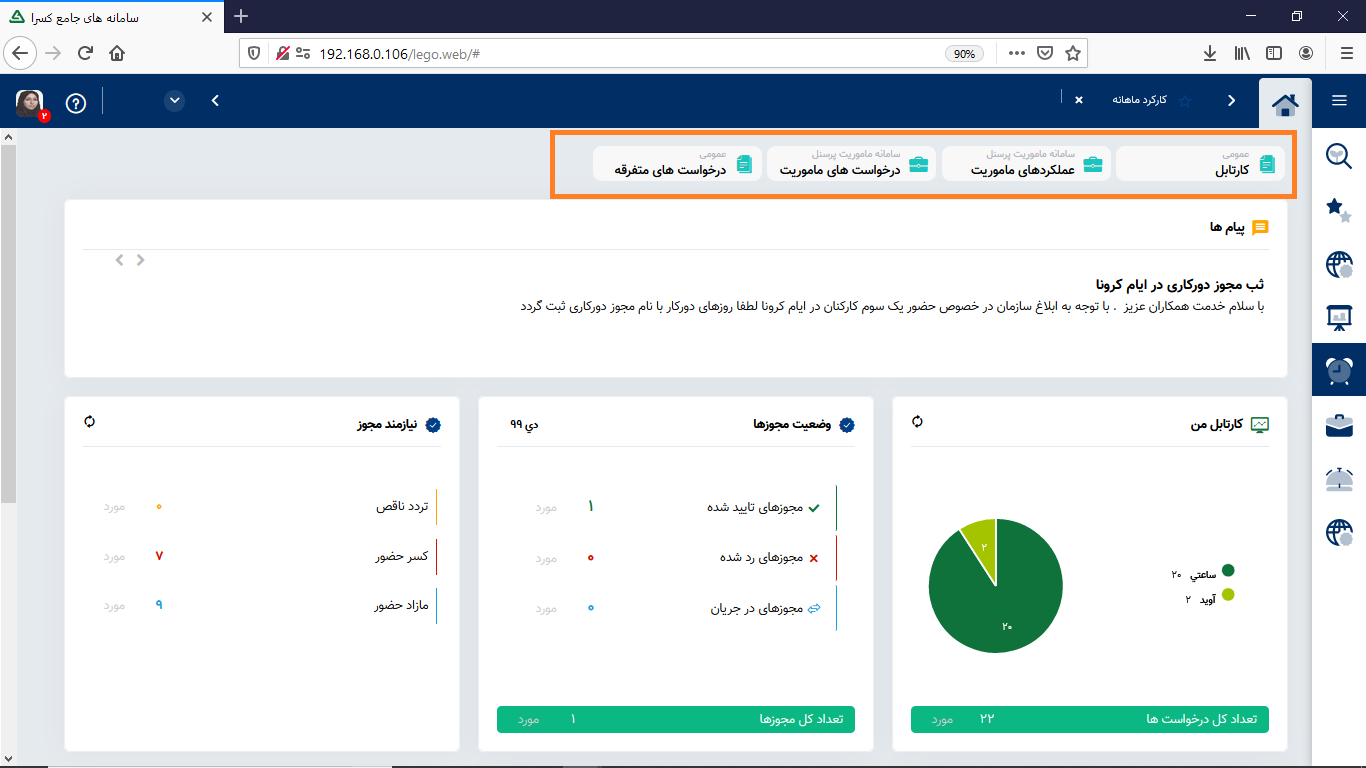 سامانه های جامع کسرا
192.168.0.106/lego.web/#
90%
کارکرد ماهانه
۲
عمومی
کارتابل
سامانه ماموریت پرسنل
عملکردهای ماموریت
سامانه ماموریت پرسنل
درخواست های ماموریت
عمومی
درخواست های متفرقه
پیام ها
ثب مجوز دورکاری در ایام کرونا
با سلام خدمت همکاران عزیز . با توجه به ابلاغ سازمان در خصوص حضور یک سوم کارکنان در ایام کرونا لطفا روزهای دورکار با نام مجوز دورکاری ثبت گردد
کارتابل من
ساعتي ۲۰
آويد ۲
۲
۲۰
تعداد کل درخواست ها ۲۲ مورد
وضعیت مجوزها دي ۹۹
مجوزهای تایید شده ۱ مورد
مجوزهای رد شده ۰ مورد
مجوزهای در جریان ۰ مورد
تعداد کل مجوزها ۱ مورد
نیازمند مجوز
تردد ناقص ۰ مورد
کسر حضور ۷ مورد
مازاد حضور ۹ مورد